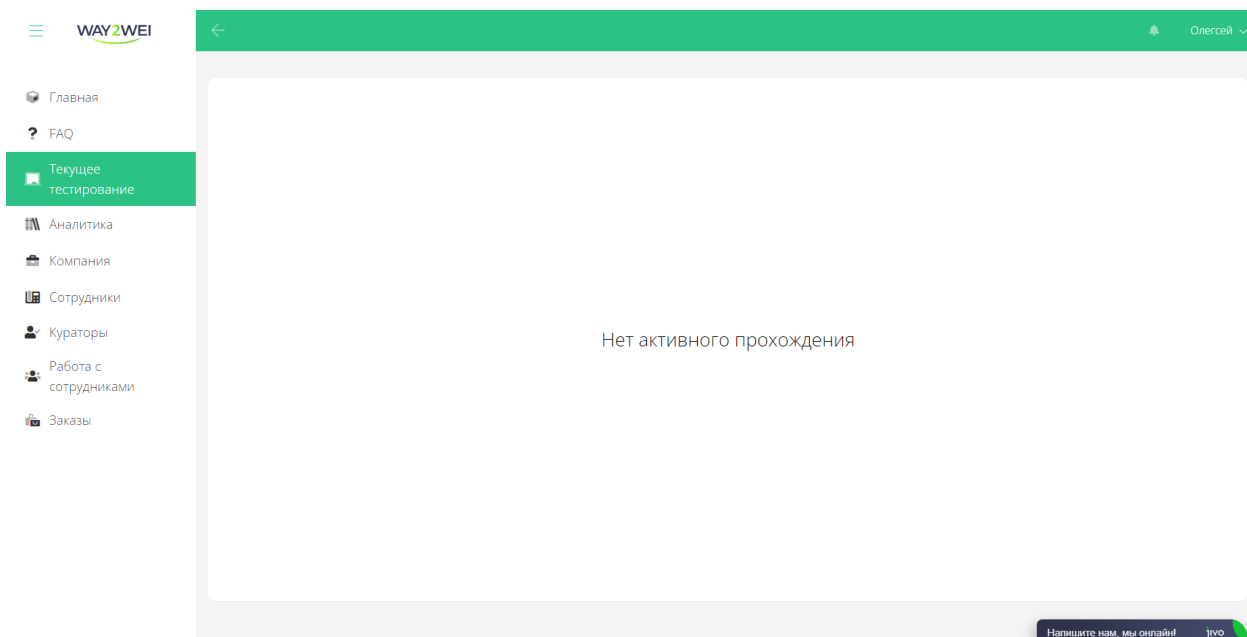 WAY2WEI
Олегсей
Главная
FAQ
Текущее
тестирование
Аналитика
Компания
Сотрудники
Кураторы
Работа с
сотрудниками
Заказы
Нет активного прохождения
Напишите нам, мы онлайн! jivo